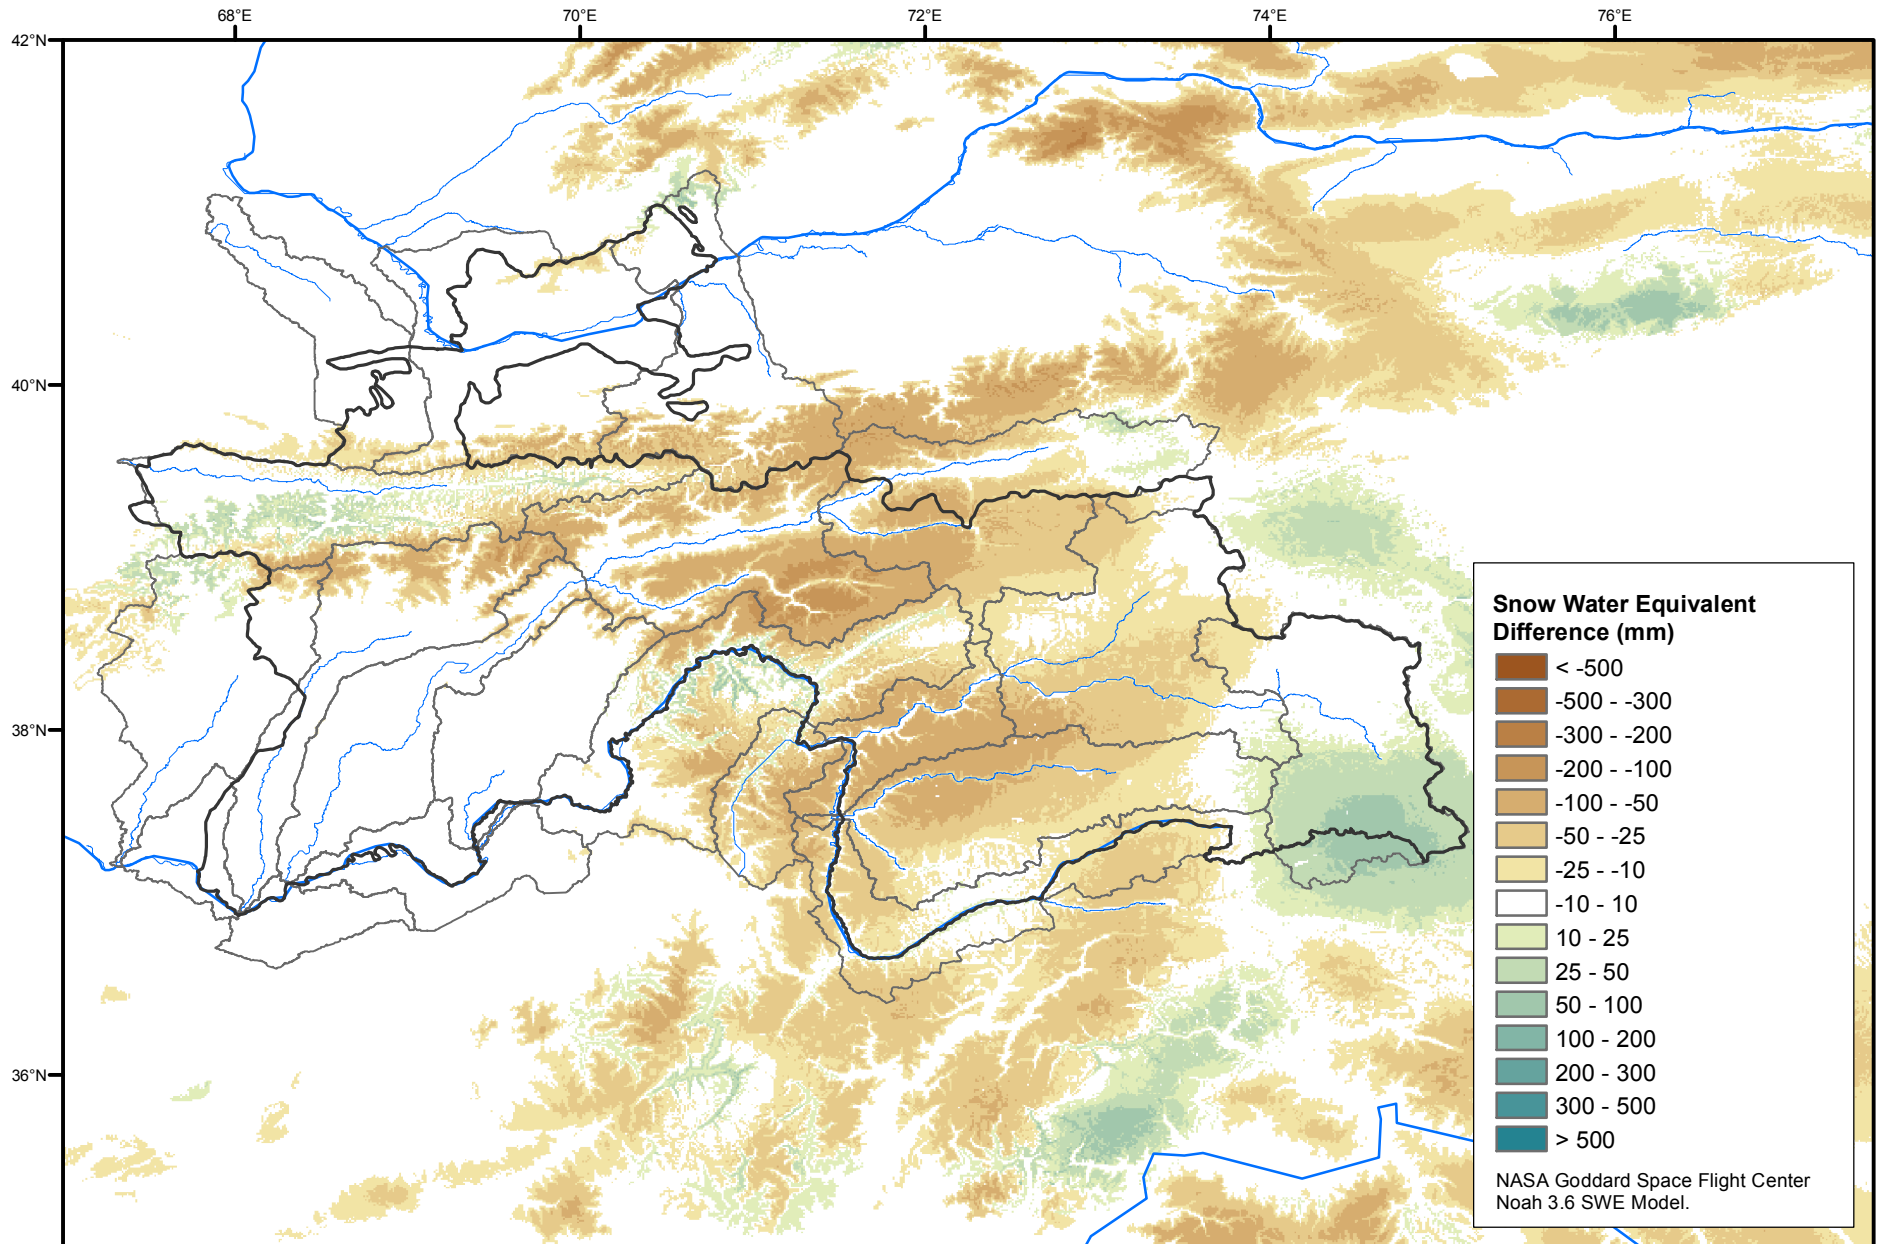 68°E
70°E
72°E
74°E
76°E
42°N
40°N
38°N
36°N
Snow Water Equivalent
Difference (mm)
< -500
-500 - -300
-300 - -200
-200 - -100
-100 - -50
-50 - -25
-25 - -10
-10 - 10
10 - 25
25 - 50
50 - 100
100 - 200
200 - 300
300 - 500
> 500
NASA Goddard Space Flight Center
Noah 3.6 SWE Model.